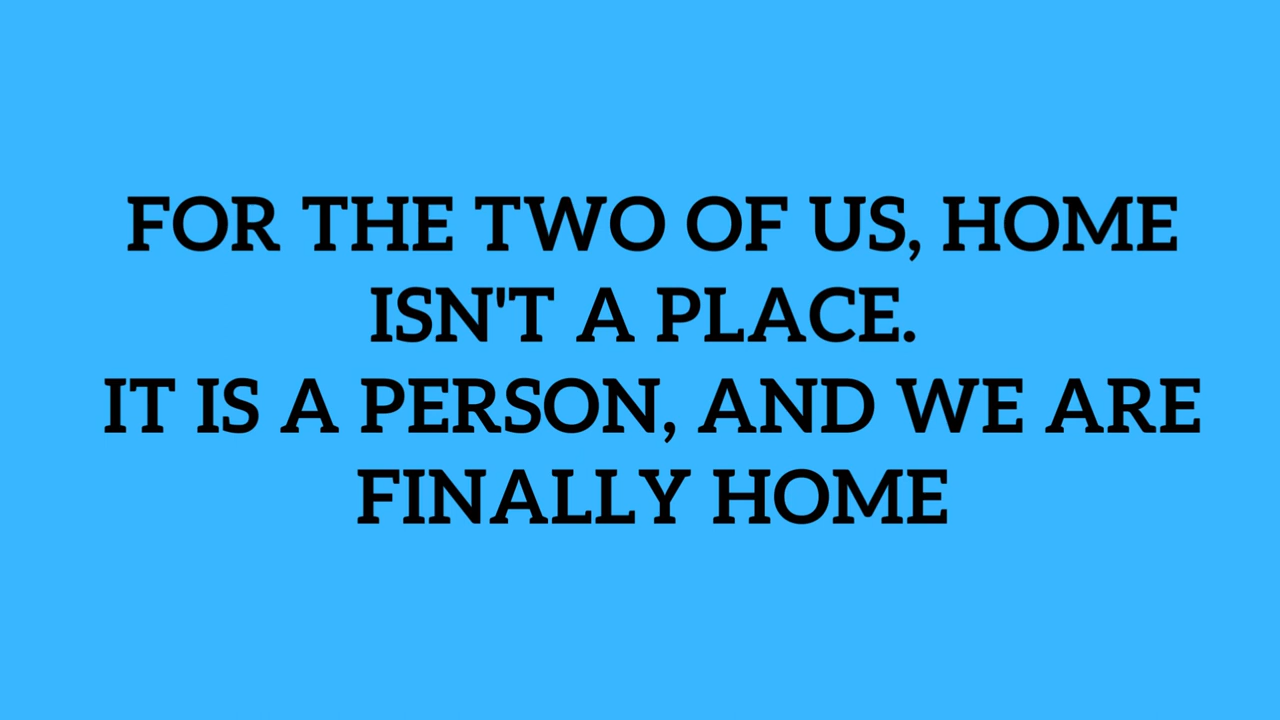 FOR THE TWO OF US, HOME
ISN'T A PLACE.
IT IS A PERSON, AND WE ARE
FINALLY HOME